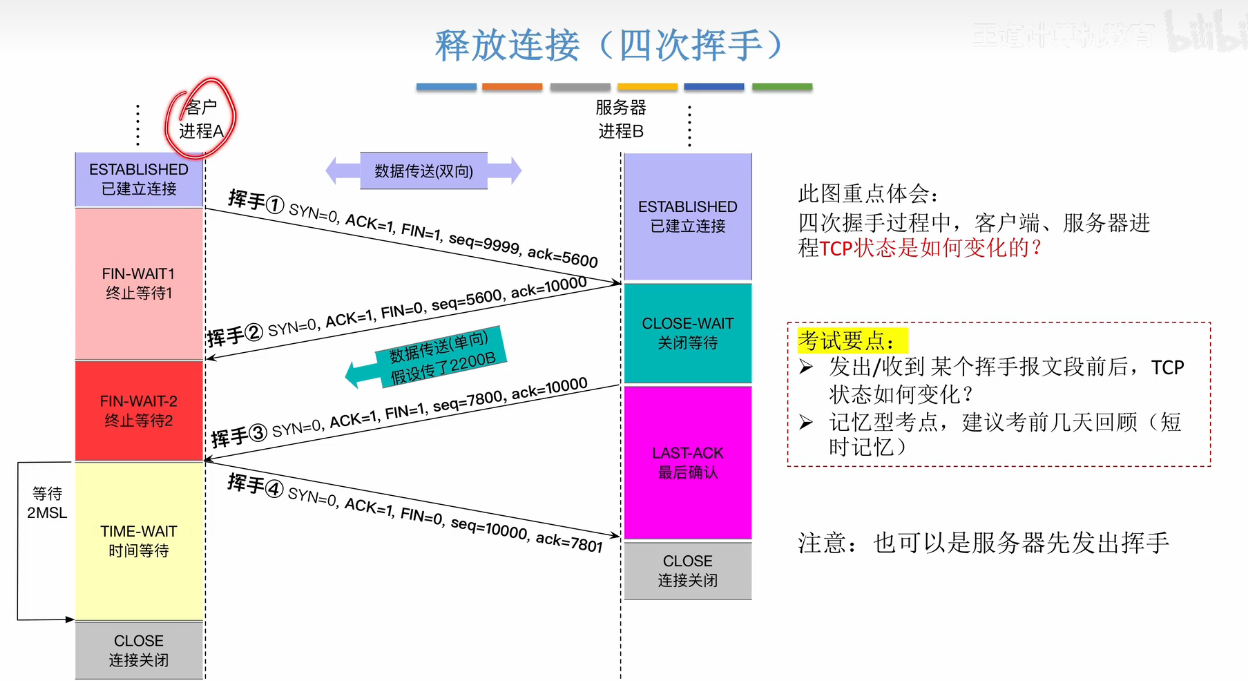 释放连接（四次挥手）
王道计算机教育
bilibili
客户
进程A
服务器
进程B
ESTABLISHED
已建立连接
数据传送(双向)
ESTABLISHED
已建立连接
挥手① SYN=0, ACK=1, FIN=1, seq=9999, ack=5600
FIN-WAIT1
终止等待1
挥手② SYN=0, ACK=1, FIN=0, seq=5600, ack=10000
CLOSE-WAIT
关闭等待
数据传送(单向)
假设传了2200B
FIN-WAIT-2
终止等待2
挥手③ SYN=0, ACK=1, FIN=1, seq=7800, ack=10000
LAST-ACK
最后确认
挥手④ SYN=0, ACK=1, FIN=0, seq=10000, ack=7801
等待
2MSL
TIME-WAIT
时间等待
CLOSE
连接关闭
CLOSE
连接关闭
此图重点体会：
四次握手过程中，客户端、服务器进
程TCP状态是如何变化的？
考试要点：
➢ 发出/收到 某个挥手报文段前后，TCP
状态如何变化？
➢ 记忆型考点，建议考前几天回顾（短
时记忆）
注意：也可以是服务器先发出挥手